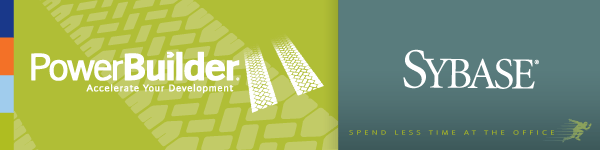 PowerBuilder®
Accelerate Your Development
SYBASE®
SPEND LESS TIME AT THE OFFICE